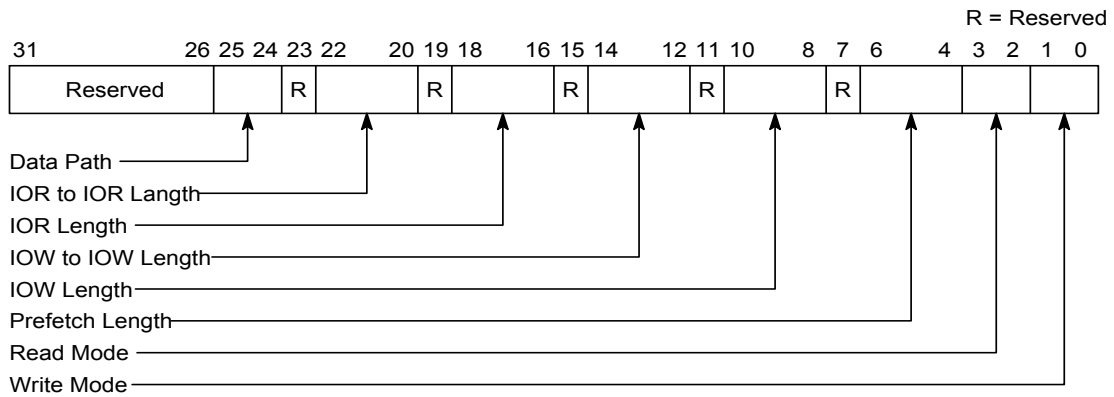 R = Reserved
31 26 25 24 23 22 20 19 18 16 15 14 12 11 10 8 7 6 4 3 2 1 0
Reserved R R R R R
Data Path
IOR to IOR Langth
IOR Length
IOW to IOW Length
IOW Length
Prefetch Length
Read Mode
Write Mode